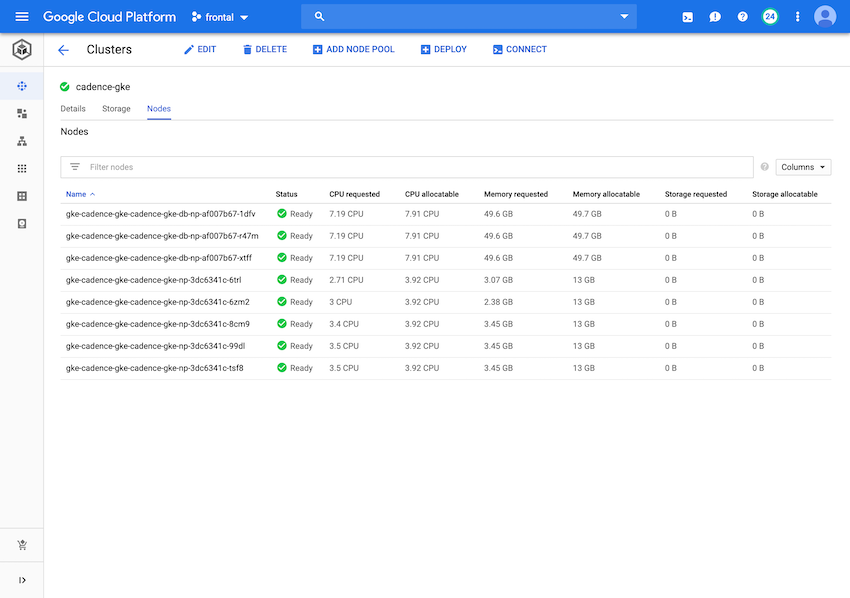 Google Cloud Platform frontal 24
Clusters EDIT DELETE ADD NODE POOL DEPLOY CONNECT
cadence-gke
Details Storage Nodes
Nodes
Filter nodes Columns
Name Status CPU requested CPU allocatable Memory requested Memory allocatable Storage requested Storage allocatable
gke-cadence-gke-cadence-gke-db-np-af007b67-1dfv Ready 7.19 CPU 7.91 CPU 49.6 GB 49.7 GB 0 B 0 B
gke-cadence-gke-cadence-gke-db-np-af007b67-r47m Ready 7.19 CPU 7.91 CPU 49.6 GB 49.7 GB 0 B 0 B
gke-cadence-gke-cadence-gke-db-np-af007b67-xtff Ready 7.19 CPU 7.91 CPU 49.6 GB 49.7 GB 0 B 0 B
gke-cadence-gke-cadence-gke-np-3dc6341c-6trl Ready 2.71 CPU 3.92 CPU 3.07 GB 13 GB 0 B 0 B
gke-cadence-gke-cadence-gke-np-3dc6341c-6zm2 Ready 3 CPU 3.92 CPU 2.38 GB 13 GB 0 B 0 B
gke-cadence-gke-cadence-gke-np-3dc6341c-8cm9 Ready 3.4 CPU 3.92 CPU 3.45 GB 13 GB 0 B 0 B
gke-cadence-gke-cadence-gke-np-3dc6341c-99dl Ready 3.5 CPU 3.92 CPU 3.45 GB 13 GB 0 B 0 B
gke-cadence-gke-cadence-gke-np-3dc6341c-tsf8 Ready 3.5 CPU 3.92 CPU 3.45 GB 13 GB 0 B 0 B